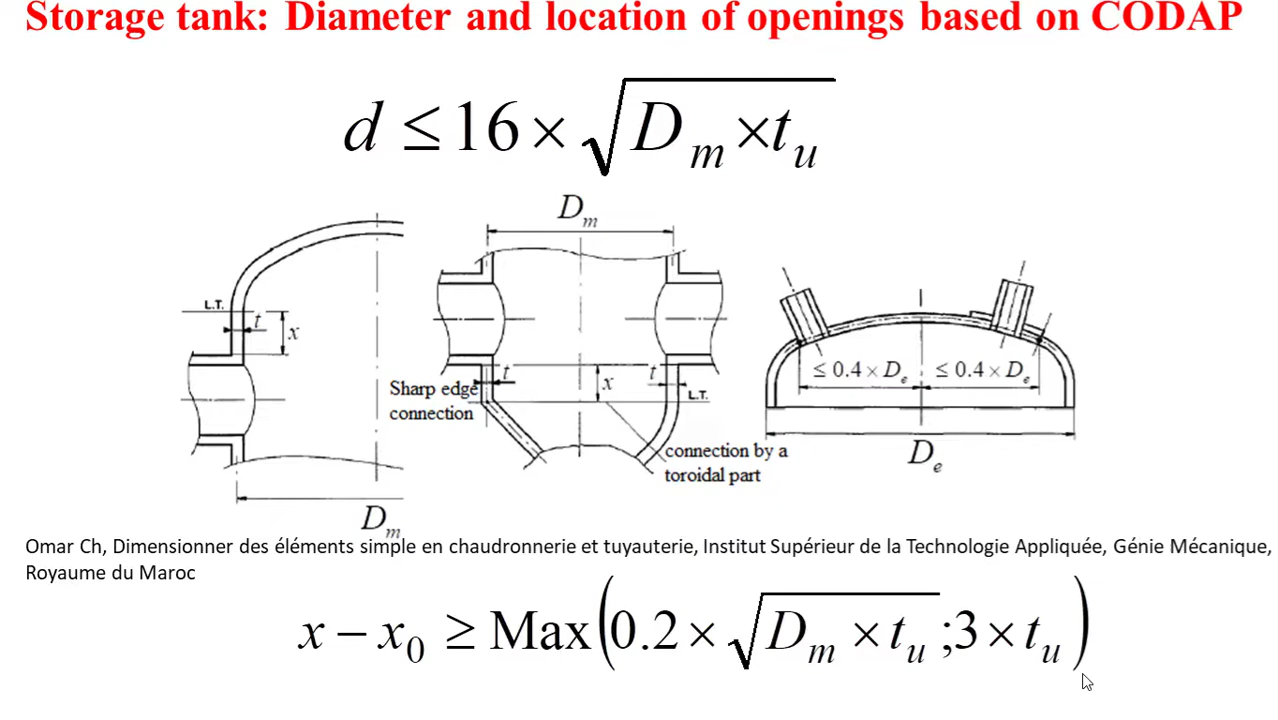 Storage tank: Diameter and location of openings based on CODAP
d ≤ 16 × √(D_m × t_u)
D_m
L.T.
t
x
Sharp edge
connection
t
x
t
L.T.
connection by a
toroidal part
≤ 0.4 × D_e
≤ 0.4 × D_e
D_e
D_m
Omar Ch, Dimensionner des éléments simple en chaudronnerie et tuyauterie, Institut Supérieur de la Technologie Appliquée, Génie Mécanique,
Royaume du Maroc
x − x_0 ≥ Max(0.2 × √(D_m × t_u) ; 3 × t_u)